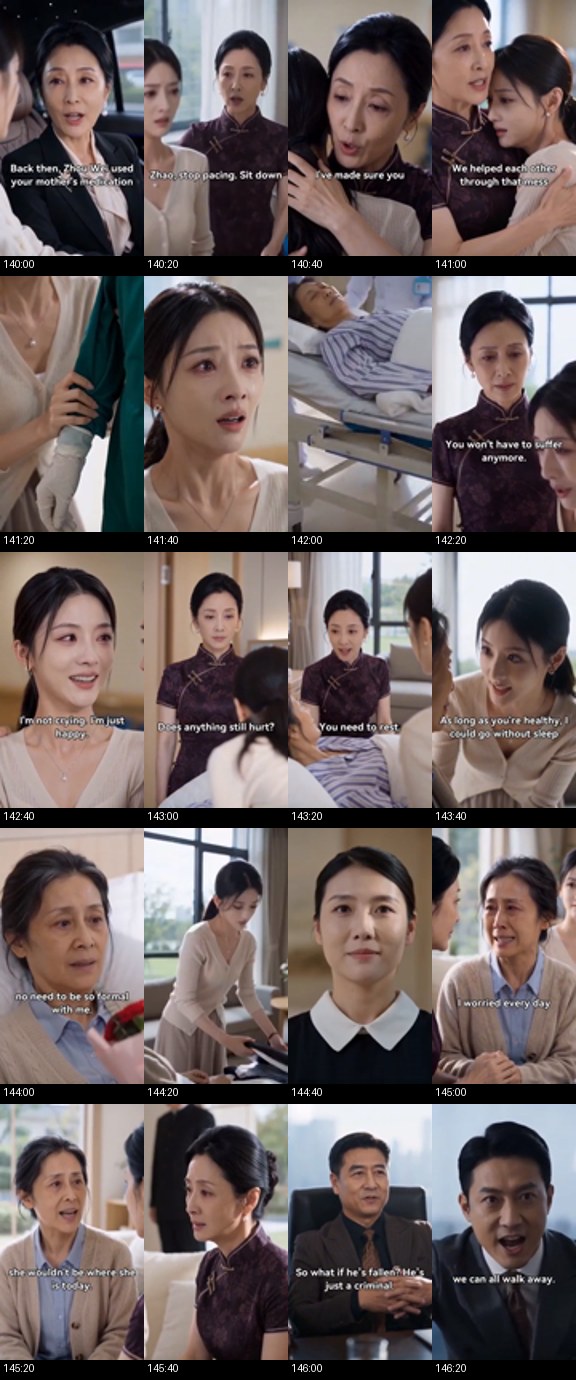 Back then, Zhou Wei used
your mother's medication
140:00
Zhao, stop pacing. Sit down
140:20
I've made sure you
140:40
We helped each other
through that mess
141:00
141:20
141:40
142:00
You won't have to suffer
anymore.
142:20
I'm not crying. I'm just
happy.
142:40
Does anything still hurt?
143:00
You need to rest.
143:20
As long as you're healthy, I
could go without sleep
143:40
no need to be so formal
with me.
144:00
144:20
144:40
I worried every day
145:00
she wouldn't be where she
is today.
145:20
145:40
So what if he's fallen? He's
just a criminal
146:00
we can all walk away.
146:20